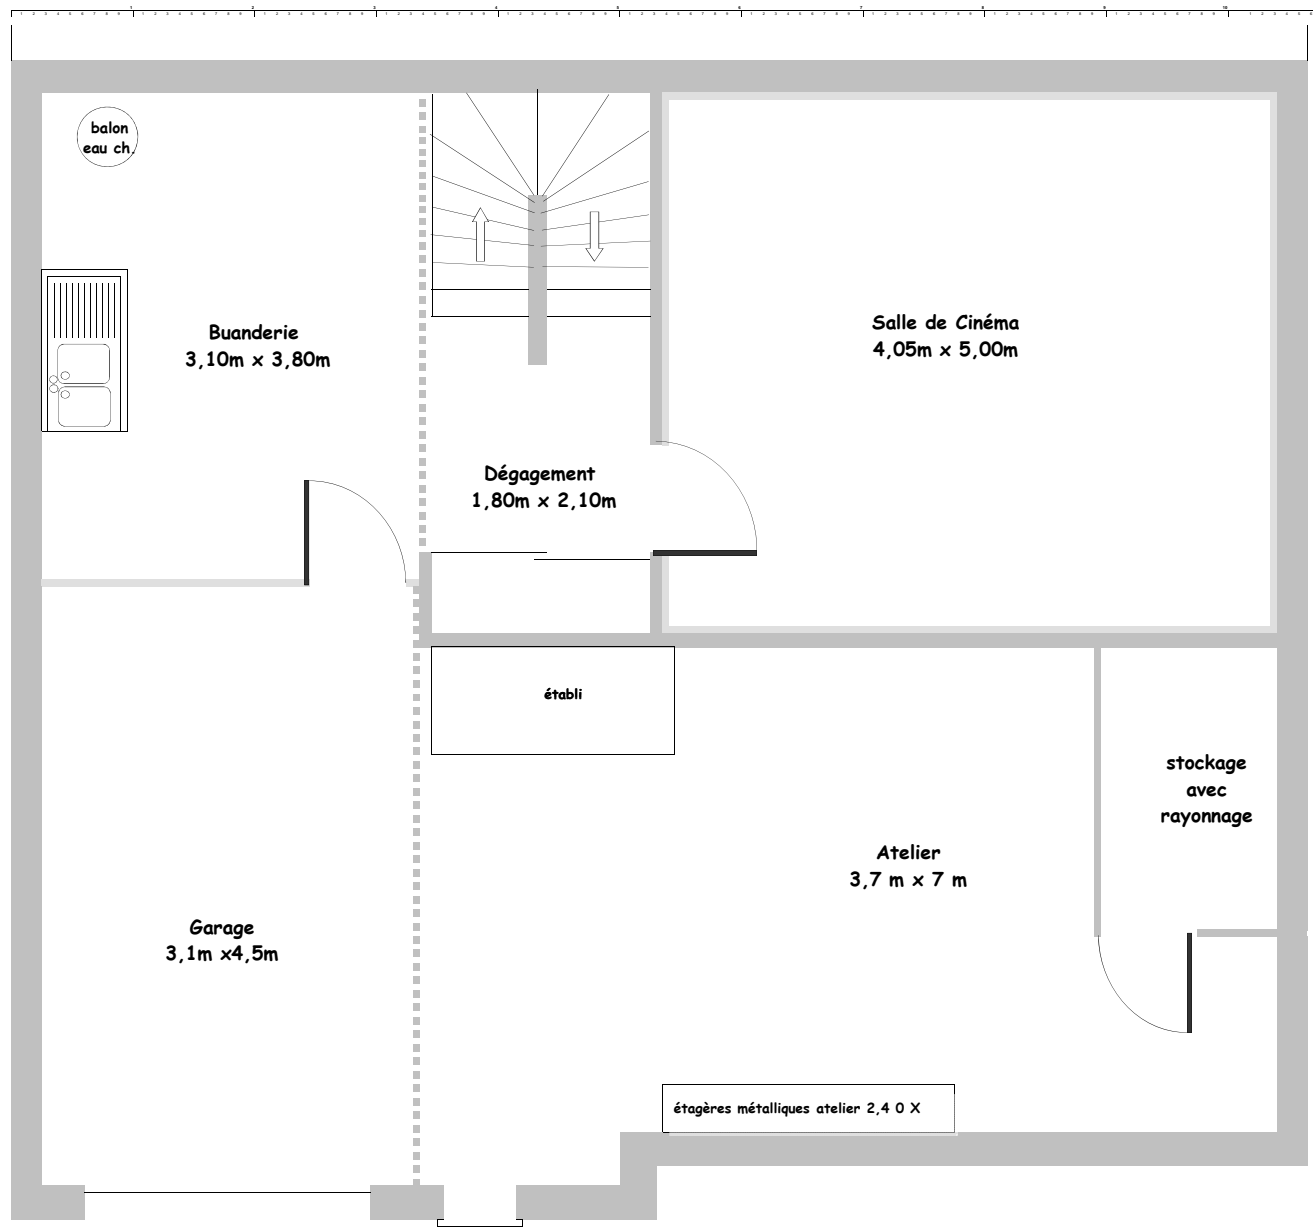 balon
eau ch.
Buanderie
3,10m x 3,80m
Salle de Cinéma
4,05m x 5,00m
Dégagement
1,80m x 2,10m
établi
stockage
avec
rayonnage
Atelier
3,7 m x 7 m
Garage
3,1m x4,5m
étagères métalliques atelier 2,4 0 X